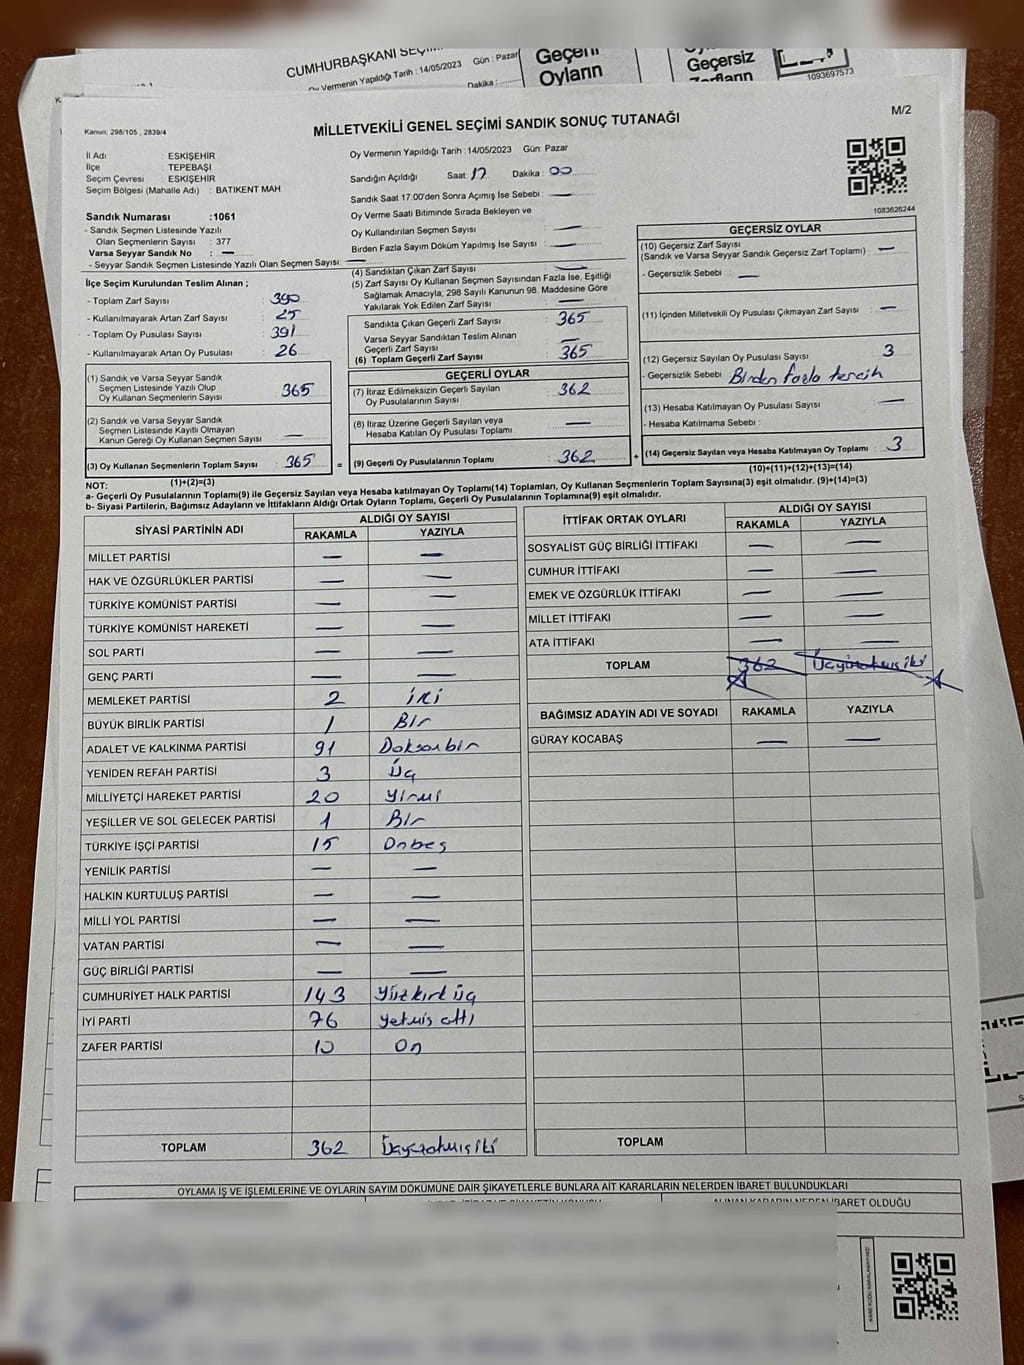 CUMHURBAŞKANI SEÇİM
Oy Vermenin Yapıldığı Tarih : 14/05/2023 Gün : Pazar
Dakika :
Geçerli
Oyların
Geçersiz
Zarfların
1093697573
Kanun: 298/105 , 2839/4
MİLLETVEKİLİ GENEL SEÇİMİ SANDIK SONUÇ TUTANAĞI
M/2
İl Adı : ESKİŞEHİR
İlçe : TEPEBAŞI
Seçim Çevresi : ESKİŞEHİR
Seçim Bölgesi (Mahalle Adı) : BATIKENT MAH
Sandık Numarası :1061
- Sandık Seçmen Listesinde Yazılı
Olan Seçmenlerin Sayısı : 377
Varsa Seyyar Sandık No : —
- Seyyar Sandık Seçmen Listesinde Yazılı Olan Seçmen Sayısı: —
Oy Vermenin Yapıldığı Tarih : 14/05/2023 Gün: Pazar
Sandığın Açıldığı Saat: 17 Dakika : 00
Sandık Saat 17:00'den Sonra Açımış İse Sebebi : —
Oy Verme Saati Bitiminde Sırada Bekleyen ve
Oy Kullandırılan Seçmen Sayısı : —
Birden Fazla Sayım Döküm Yapılmış İse Sayısı : —
1083626244
İlçe Seçim Kurulundan Teslim Alınan ;
- Toplam Zarf Sayısı : 390
- Kullanılmayarak Artan Zarf Sayısı : 25
- Toplam Oy Pusulası Sayısı : 391
- Kullanılmayarak Artan Oy Pusulası : 26
(1) Sandık ve Varsa Seyyar Sandık
Seçmen Listesinde Yazılı Olup
Oy Kullanan Seçmenlerin Sayısı : 365
(2) Sandık ve Varsa Seyyar Sandık
Seçmen Listesinde Kayıtlı Olmayan
Kanun Gereği Oy Kullanan Seçmen Sayısı : —
(3) Oy Kullanan Seçmenlerin Toplam Sayısı : 365
(1)+(2)=(3)
(4) Sandıktan Çıkan Zarf Sayısı : —
(5) Zarf Sayısı Oy Kullanan Seçmen Sayısından Fazla İse, Eşitliği
Sağlamak Amacıyla, 298 Sayılı Kanunun 98. Maddesine Göre
Yakılarak Yok Edilen Zarf Sayısı : —
Sandıkta Çıkan Geçerli Zarf Sayısı : 365
Varsa Seyyar Sandıktan Teslim Alınan
Geçerli Zarf Sayısı : —
(6) Toplam Geçerli Zarf Sayısı : 365
GEÇERLİ OYLAR
(7) İtiraz Edilmeksizin Geçerli Sayılan
Oy Pusulalarının Sayısı : 362
(8) İtiraz Üzerine Geçerli Sayılan veya
Hesaba Katılan Oy Pusulası Toplamı : —
= (9) Geçerli Oy Pusulalarının Toplamı : 362
GEÇERSİZ OYLAR
(10) Geçersiz Zarf Sayısı
(Sandık ve Varsa Seyyar Sandık Geçersiz Zarf Toplamı) : —
- Geçersizlik Sebebi : —
(11) İçinden Milletvekili Oy Pusulası Çıkmayan Zarf Sayısı : —
(12) Geçersiz Sayılan Oy Pusulası Sayısı : 3
- Geçersizlik Sebebi : Birden fazla tercih
(13) Hesaba Katılmayan Oy Pusulası Sayısı : —
- Hesaba Katılmama Sebebi :
+ (14) Geçersiz Sayılan veya Hesaba Katılmayan Oy Toplamı : 3
(10)+(11)+(12)+(13)=(14)
NOT:
a- Geçerli Oy Pusulalarının Toplamı(9) ile Geçersiz Sayılan veya Hesaba katılmayan Oy Toplamı(14) Toplamları, Oy Kullanan Seçmenlerin Toplam Sayısına(3) eşit olmalıdır. (9)+(14)=(3)
b- Siyasi Partilerin, Bağımsız Adayların ve İttifakların Aldığı Ortak Oyların Toplamı, Geçerli Oy Pusulalarının Toplamına(9) eşit olmalıdır.
SİYASİ PARTİNİN ADI ALDIĞI OY SAYISI
RAKAMLA YAZIYLA
MİLLET PARTİSİ — —
HAK VE ÖZGÜRLÜKLER PARTİSİ — —
TÜRKİYE KOMÜNİST PARTİSİ — —
TÜRKİYE KOMÜNİST HAREKETİ — —
SOL PARTİ — —
GENÇ PARTİ — —
MEMLEKET PARTİSİ 2 iki
BÜYÜK BİRLİK PARTİSİ 1 Bir
ADALET VE KALKINMA PARTİSİ 91 Doksanbir
YENİDEN REFAH PARTİSİ 3 Üç
MİLLİYETÇİ HAREKET PARTİSİ 20 Yirmi
YEŞİLLER VE SOL GELECEK PARTİSİ 1 Bir
TÜRKİYE İŞÇİ PARTİSİ 15 Onbeş
YENİLİK PARTİSİ — —
HALKIN KURTULUŞ PARTİSİ — —
MİLLİ YOL PARTİSİ — —
VATAN PARTİSİ — —
GÜÇ BİRLİĞİ PARTİSİ — —
CUMHURİYET HALK PARTİSİ 143 Yüzkırküç
İYİ PARTİ 76 Yetmişaltı
ZAFER PARTİSİ 10 On
TOPLAM 362 Üçyüzatmışiki
İTTİFAK ORTAK OYLARI ALDIĞI OY SAYISI
RAKAMLA YAZIYLA
SOSYALİST GÜÇ BİRLİĞİ İTTİFAKI — —
CUMHUR İTTİFAKI — —
EMEK VE ÖZGÜRLÜK İTTİFAKI — —
MİLLET İTTİFAKI — —
ATA İTTİFAKI — —
TOPLAM 362 Üçyüzatmışiki
BAĞIMSIZ ADAYIN ADI VE SOYADI RAKAMLA YAZIYLA
GÜRAY KOCABAŞ — —
TOPLAM
OYLAMA İŞ VE İŞLEMLERİNE VE OYLARIN SAYIM DÖKÜMÜNE DAİR ŞİKAYETLERLE BUNLARA AİT KARARLARIN NELERDEN İBARET BULUNDUKLARI
ALINAN KARARIN NEDEN İBARET OLDUĞU